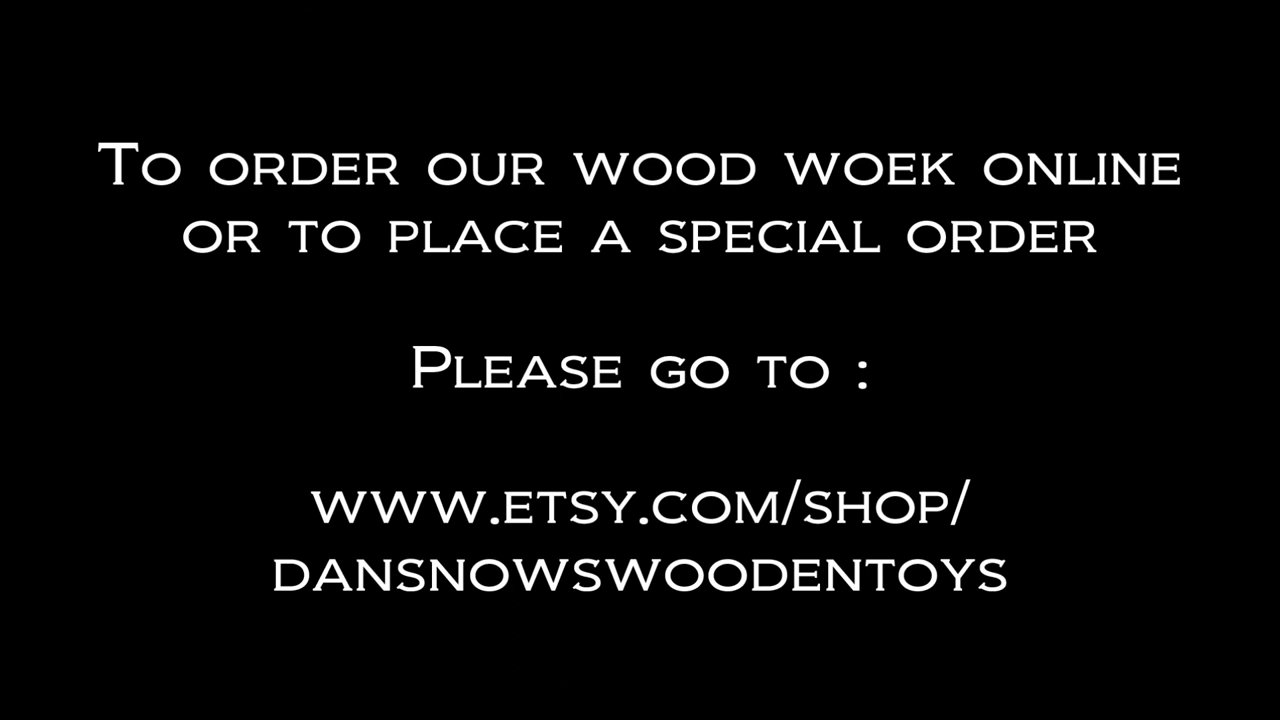 To order our wood woek online
or to place a special order
Please go to :
www.etsy.com/shop/
dansnowswoodentoys